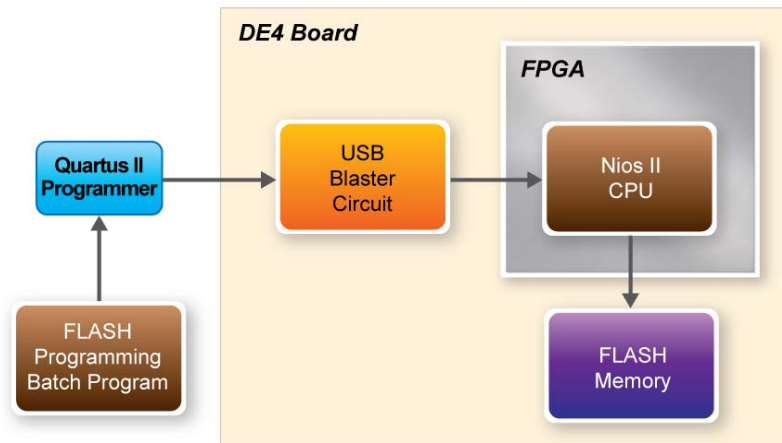 DE4 Board
FPGA
Quartus II
Programmer
USB
Blaster
Circuit
Nios II
CPU
FLASH
Programming
Batch Program
FLASH
Memory